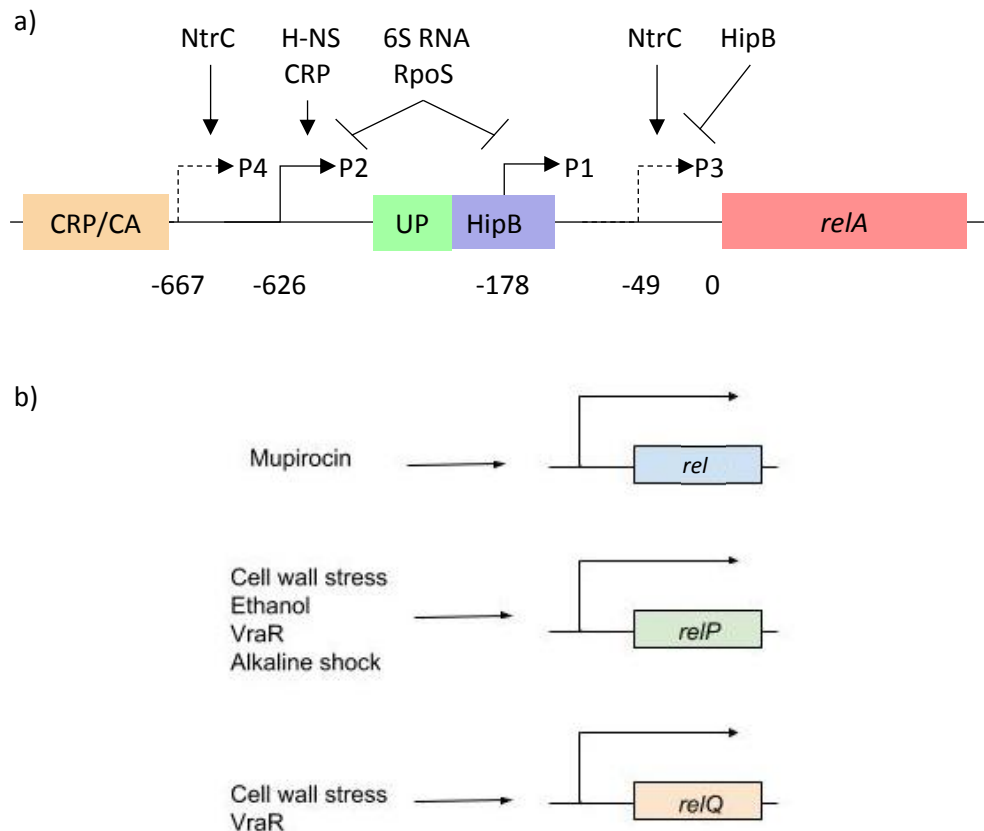 a)
NtrC H-NS 6S RNA NtrC HipB
CRP RpoS
P4 P2 P1 P3
CRP/CA UP HipB relA
-667 -626 -178 -49 0
b)
Mupirocin
rel
Cell wall stress
Ethanol
VraR
Alkaline shock
relP
Cell wall stress
VraR
relQ